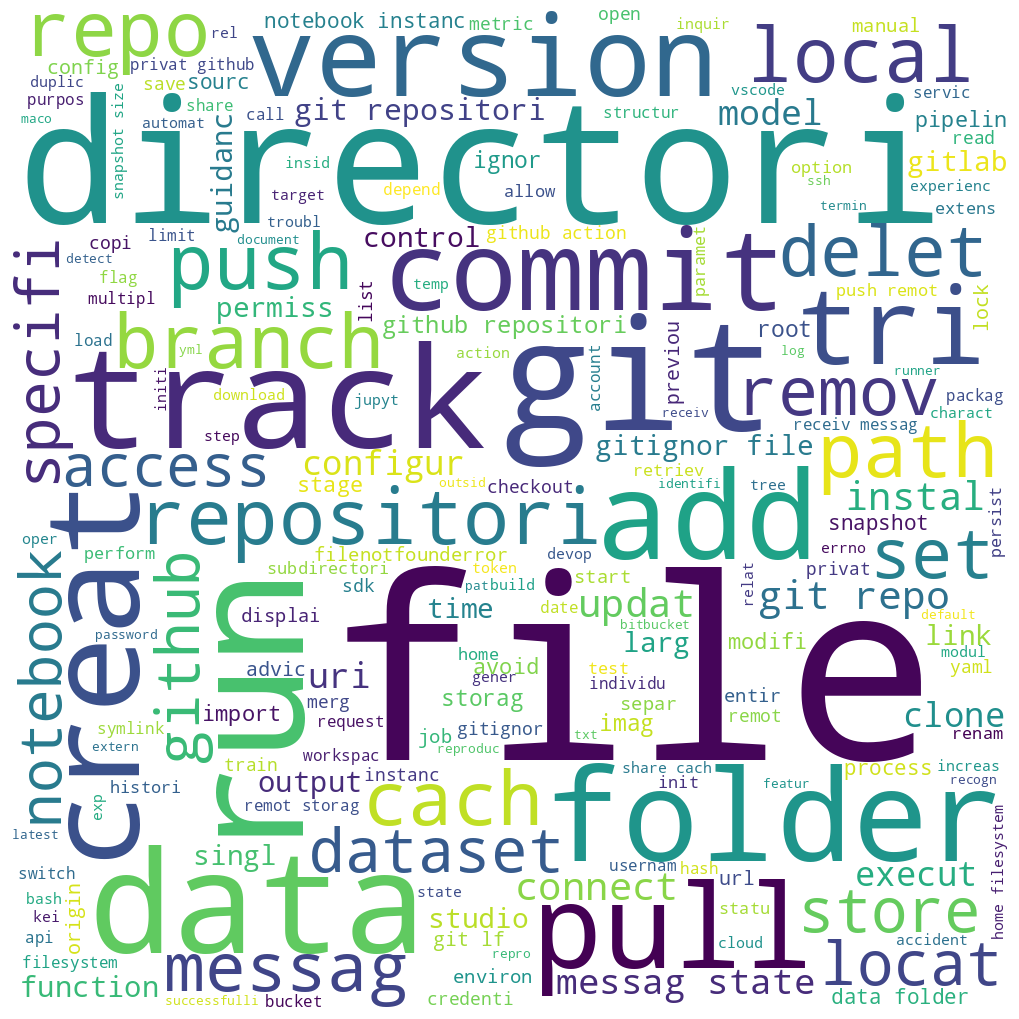 repo
rel
notebook instanc
metric
open
inquir
manual
version
local
config
privat github
duplic
save
sourc
purpos
share
maco
snapshot size
automat
call
git repositori
structur
vscode
model
servic
pipelin
read
directori
guidanc
insid
ignor
option
ssh
gitlab
target
depend
allow
experienc
troubl
termin
extens
copi
limit
document
control
github action
detect
push
commit
paramet
delet
flag
temp
push remot
multipl
permiss
list
lock
specifi
branch
github repositori
previou
root
tri
load
yml
action
account
log
track
git
remov
runner
initi
download
jupyt
receiv
packag
step
receiv messag
charact
access
configur
gitignor file
path
retriev
stage
outsid
checkout
identifi
tree
instal
persist
repositori
add
snapshot
oper
perform
filenotfounderror
devop
errno
set
creat
notebook
github
subdirectori
token
patbuild
start
relat
privat
sdk
date
updat
git repo
default
run
displai
time
bitbucket
password
home
test
larg
modifi
link
modul
advic
uri
avoid
gener
file
yaml
individu
storag
separ
entir
symlink
import
merg
imag
remot
clone
request
gitignor
renam
extern
job
reproduc
txt
workspac
train
output
instanc
share cach
process
increas
histori
exp
init
featur
recogn
remot storag
cach
folder
home filesystem
latest
singl
dataset
usernam
hash
switch
connect
url
execut
state
bash
data
pull
origin
studio
statu
store
kei
api
git lf
repro
cloud
accident
filesystem
messag
environ
locat
function
messag state
successfulli
bucket
credenti
data folder